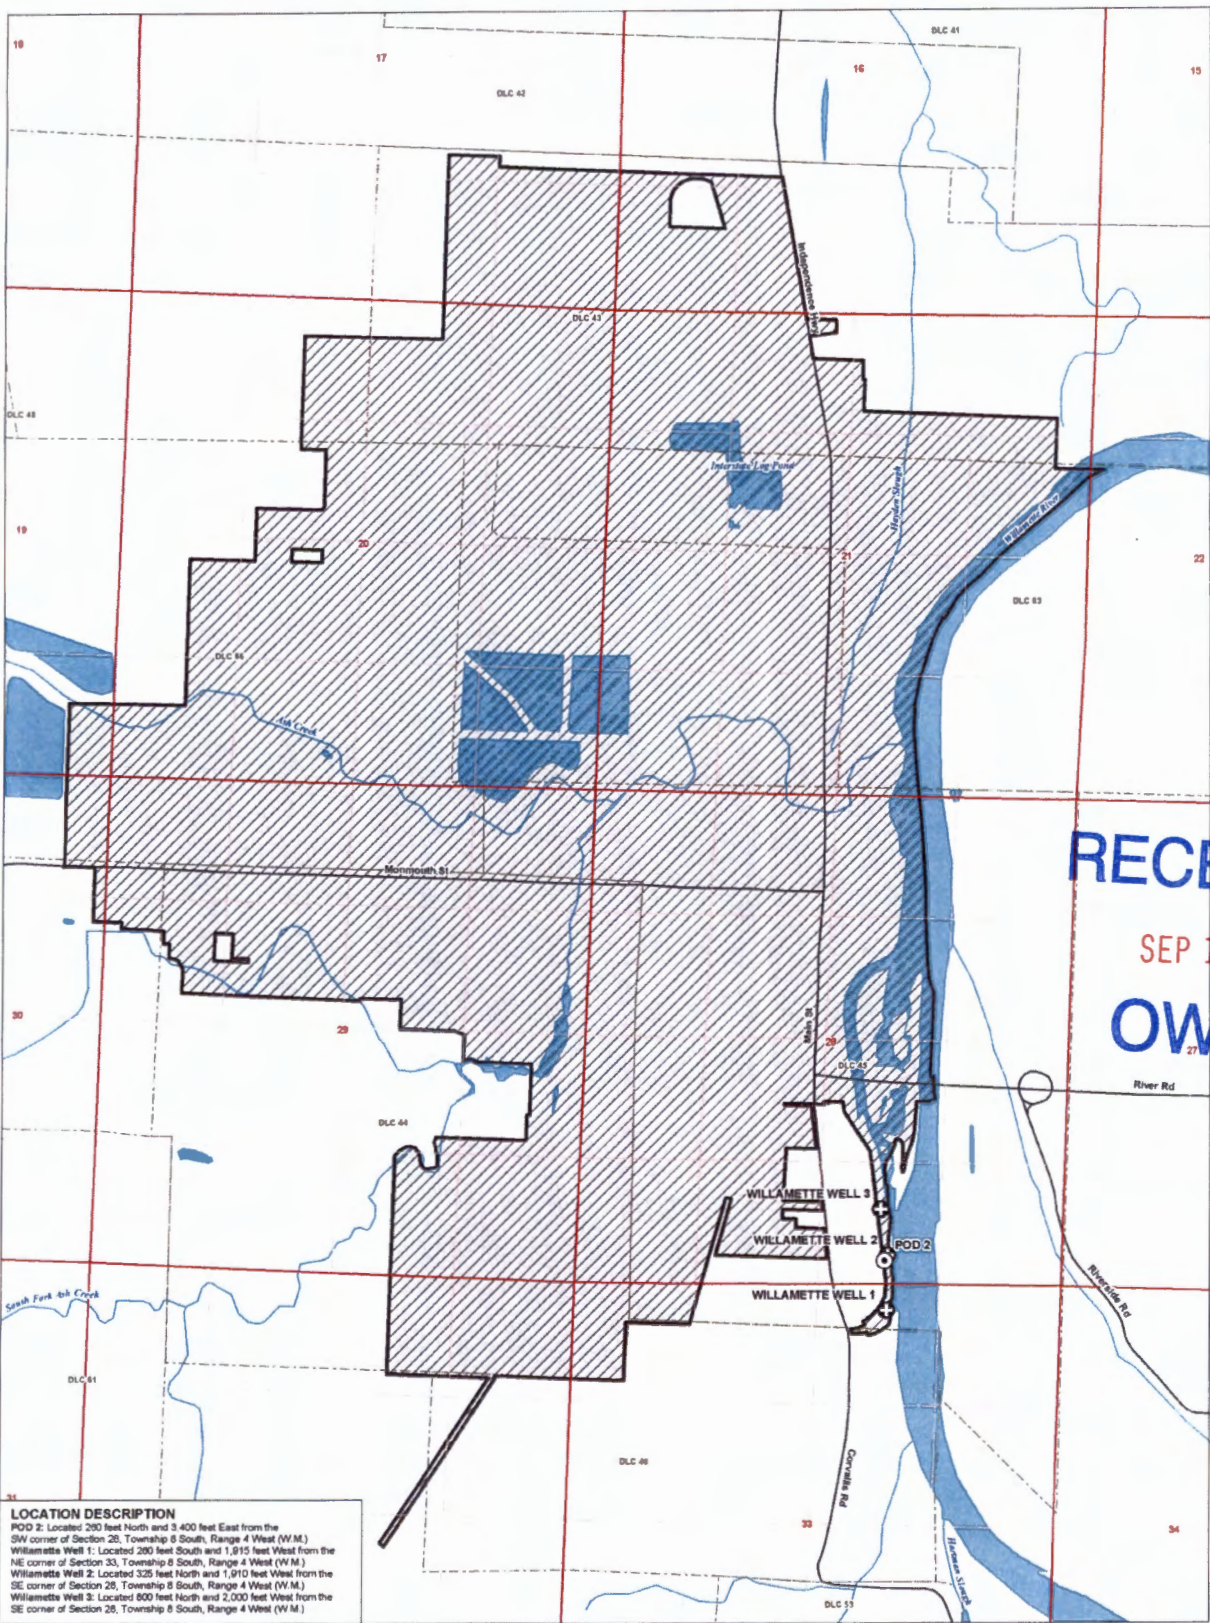 DLC 41
18
17
16
15
DLC 42
Independence Hwy
DLC 43
DLC 48
Interstate Log Pond
Hayden Slough
Willamette River
19
20
21
22
DLC 63
DLC 65
Ash Creek
Monmouth St
RECE
SEP 1
OW
30
29
Main St
28
27
DLC 45
River Rd
DLC 44
WILLAMETTE WELL 3
WILLAMETTE WELL 2
POD 2
WILLAMETTE WELL 1
South Fork Ash Creek
Riverside Rd
DLC 61
DLC 46
Corvallis Rd
31
33
34
Hartman Slough
DLC 53
LOCATION DESCRIPTION
POD 2: Located 260 feet North and 3,400 feet East from the
SW corner of Section 28, Township 8 South, Range 4 West (W.M.)
Willamette Well 1: Located 260 feet South and 1,915 feet West from the
NE corner of Section 33, Township 8 South, Range 4 West (W.M.)
Willamette Well 2: Located 325 feet North and 1,910 feet West from the
SE corner of Section 28, Township 8 South, Range 4 West (W.M.)
Willamette Well 3: Located 800 feet North and 2,000 feet West from the
SE corner of Section 28, Township 8 South, Range 4 West (W.M.)